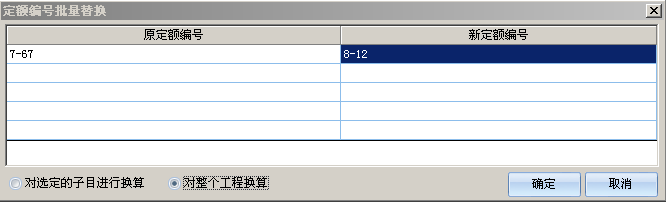 定额编号批量替换
原定额编号 新定额编号
7-67 8-12
对选定的子目进行换算 对整个工程换算 确定 取消